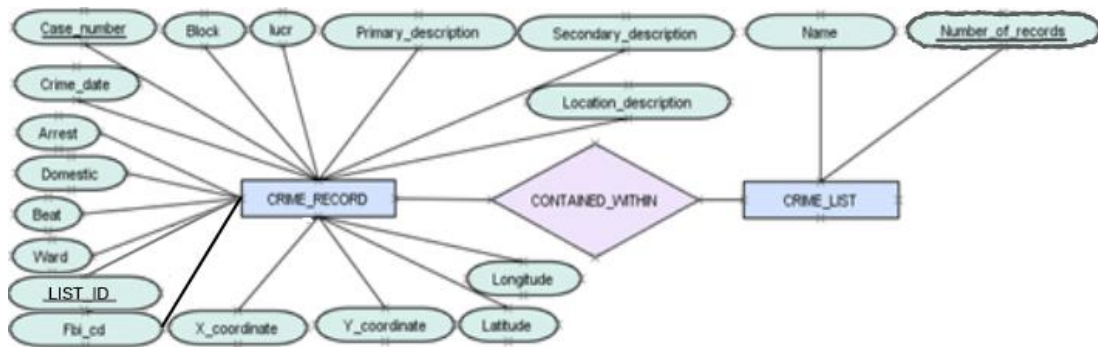 Case_number
Block
Iucr
Primary_description
Secondary_description
Name
Number_of_records
Crime_date
Location_description
Arrest
Domestic
CRIME_RECORD
CONTAINED_WITHIN
CRIME_LIST
Beat
Ward
Longitude
LIST_ID
Fbi_cd
X_coordinate
Y_coordinate
Latitude